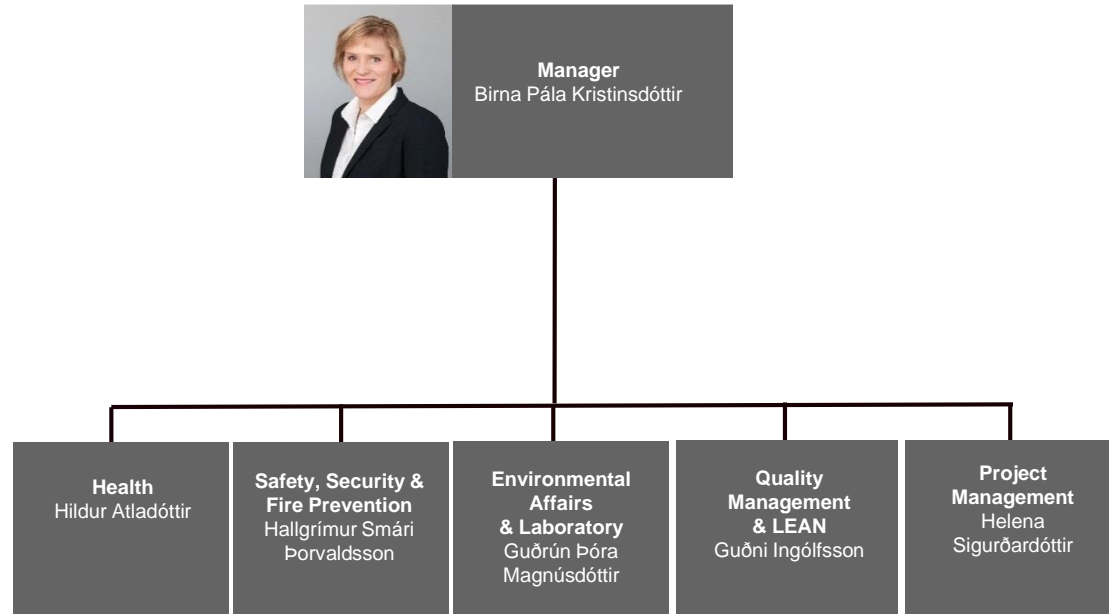 Manager
Birna Pála Kristinsdóttir
Health
Hildur Atladóttir
Safety, Security &
Fire Prevention
Hallgrímur Smári
Þorvaldsson
Environmental
Affairs
& Laboratory
Guðrún Þóra
Magnúsdóttir
Quality
Management
& LEAN
Guðni Ingólfsson
Project
Management
Helena
Sigurðardóttir